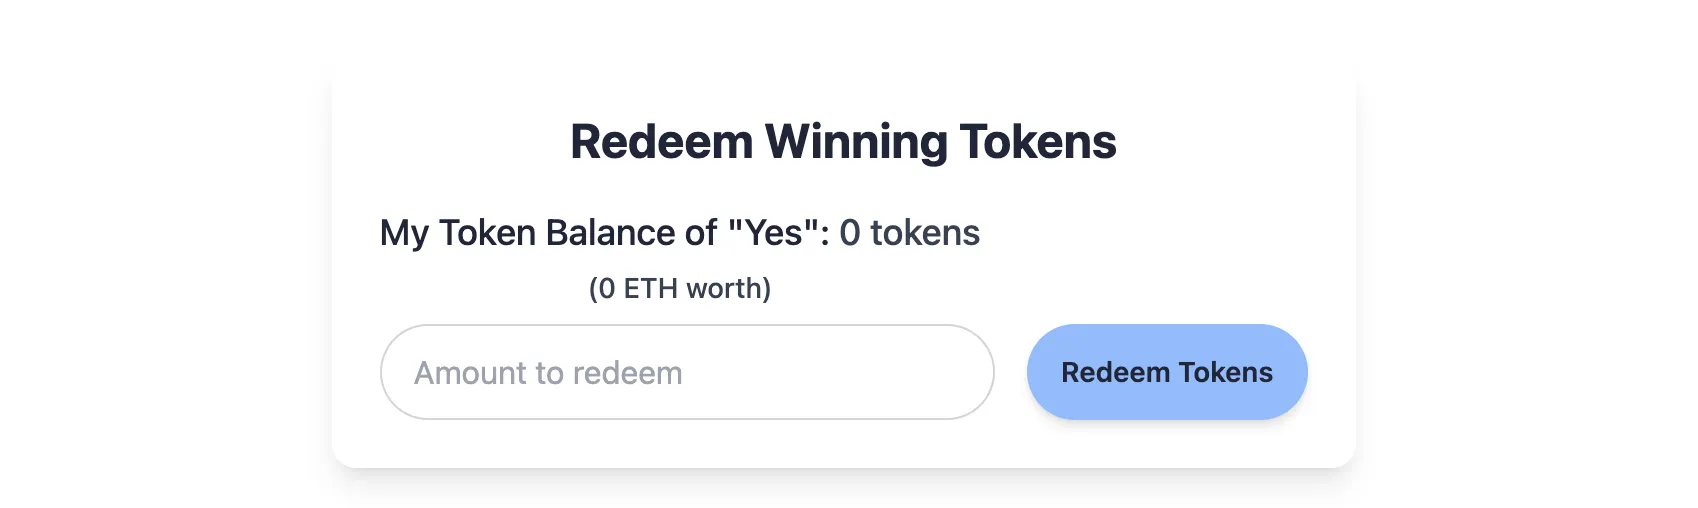 Redeem Winning Tokens
My Token Balance of "Yes": 0 tokens
(0 ETH worth)
Amount to redeem
Redeem Tokens